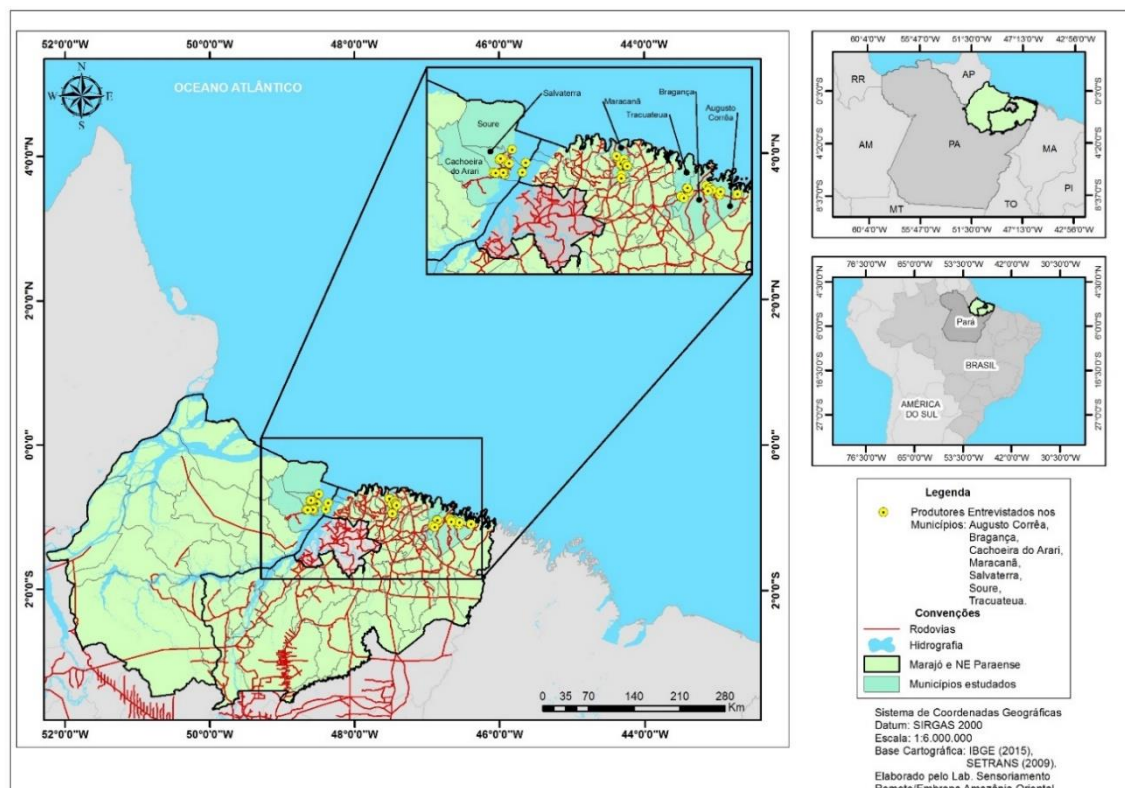 52°0'0"W 50°0'0"W 48°0'0"W 46°0'0"W 44°0'0"W
N
W E
S
OCEANO ATLÂNTICO
4°0'0"N
2°0'0"N
0°0'0"
2°0'0"S
4°0'0"N
2°0'0"N
0°0'0"
2°0'0"S
Salvaterra
Soure
Cachoeira
do Arari
Maracanã
Tracuateua
Bragança
Augusto
Corrêa
0 35 70 140 210 280
Km
52°0'0"W 50°0'0"W 48°0'0"W 46°0'0"W 44°0'0"W
60°0'4"W 55°47'0"W 51°30'0"W 47°13'0"W 42°56'0"W
RR
AP
AM
PA
MA
PI
MT
TO
0°3'0"S
4°20'0"S
8°37'0"S
0°3'0"S
4°20'0"S
8°37'0"S
60°0'4"W 55°47'0"W 51°30'0"W 47°13'0"W 42°56'0"W
76°30'0"W 65°0'0"W 53°30'0"W 42°0'0"W 30°30'0"W
4°30'0"N
6°0'0"S
16°30'0"S
27°0'0"S
4°30'0"N
6°0'0"S
16°30'0"S
27°0'0"S
Pará
BRASIL
AMÉRICA
DO SUL
76°30'0"W 65°0'0"W 53°30'0"W 42°0'0"W 30°30'0"W
Legenda
Produtores Entrevistados nos
Municípios: Augusto Corrêa,
Bragança,
Cachoeira do Arari,
Maracanã,
Salvaterra,
Soure,
Tracuateua.
Convenções
Rodovias
Hidrografia
Marajó e NE Paraense
Municípios estudados
Sistema de Coordenadas Geográficas
Datum: SIRGAS 2000
Escala: 1:6.000.000
Base Cartográfica: IBGE (2015),
SETRANS (2009).
Elaborado pelo Lab. Sensoriamento
Remoto/Embrapa Amazônia Oriental